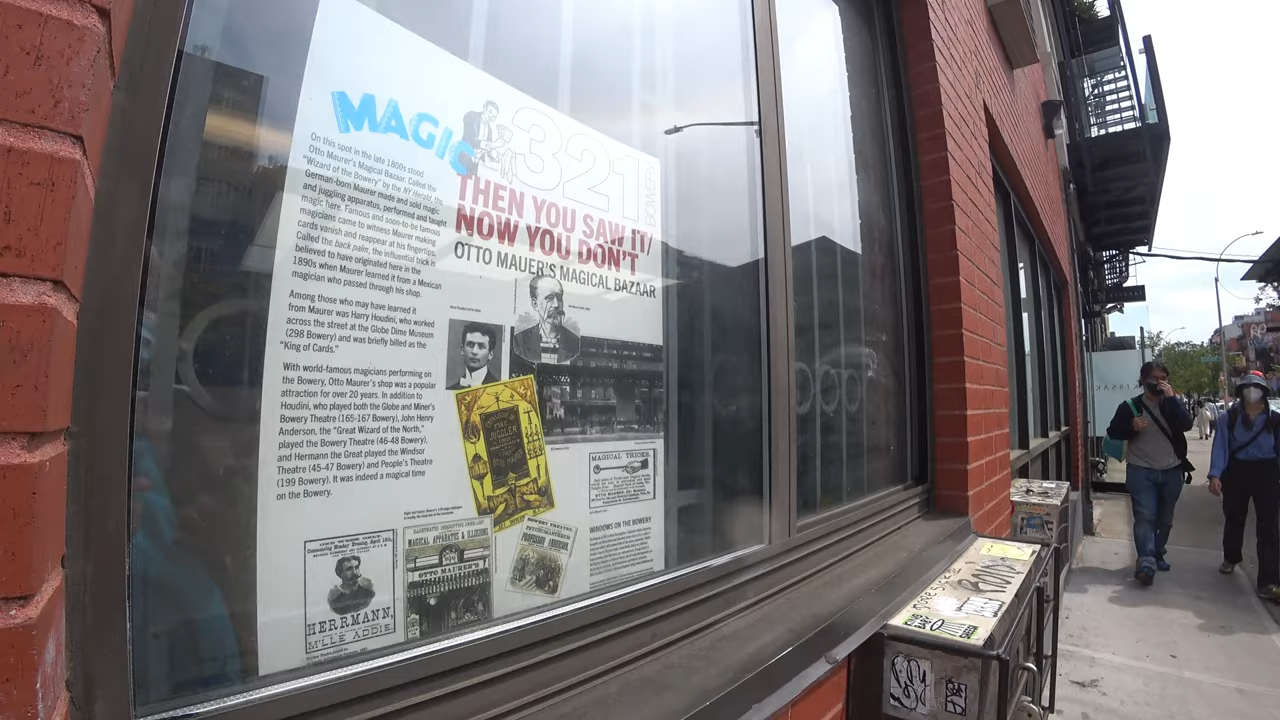 MAGIC
321
BOWERY
THEN YOU SAW IT/
NOW YOU DON'T
OTTO MAUER'S MAGICAL BAZAAR
On this spot in the late 1800s stood
Otto Maurer's Magical Bazaar. Called the
"Wizard of the Bowery" by the NY Herald, the
German-born Maurer made and sold magic
and juggling apparatus, performed and taught
magic here. Famous and soon-to-be famous
magicians came to witness Maurer making
cards vanish and reappear at his fingertips.
Called the back palm, the influential trick is
believed to have originated here in the
1890s when Maurer learned it from a Mexican
magician who passed through his shop.
Among those who may have learned it
from Maurer was Harry Houdini, who worked
across the street at the Globe Dime Museum
(298 Bowery) and was briefly billed as the
"King of Cards."
With world-famous magicians performing on
the Bowery, Otto Maurer's shop was a popular
attraction for over 20 years. In addition to
Houdini, who played both the Globe and Miner's
Bowery Theatre (165-167 Bowery), John Henry
Anderson, the "Great Wizard of the North,"
played the Bowery Theatre (46-48 Bowery),
and Hermann the Great played the Windsor
Theatre (45-47 Bowery) and People's Theatre
(199 Bowery). It was indeed a magical time
on the Bowery.
Commencing Monday Evening, April
HERRMANN,
M'LLE ADDIE,
MAGICAL APPARATUS & ILLUSIONS
OTTO MAURER'S
BOWERY THEATRE
PROFESSOR ANDERSON
MAGICAL TRICKS.
WINDOWS ON THE BOWERY
JUGGLER
OTTO MAURER
KISSAKI